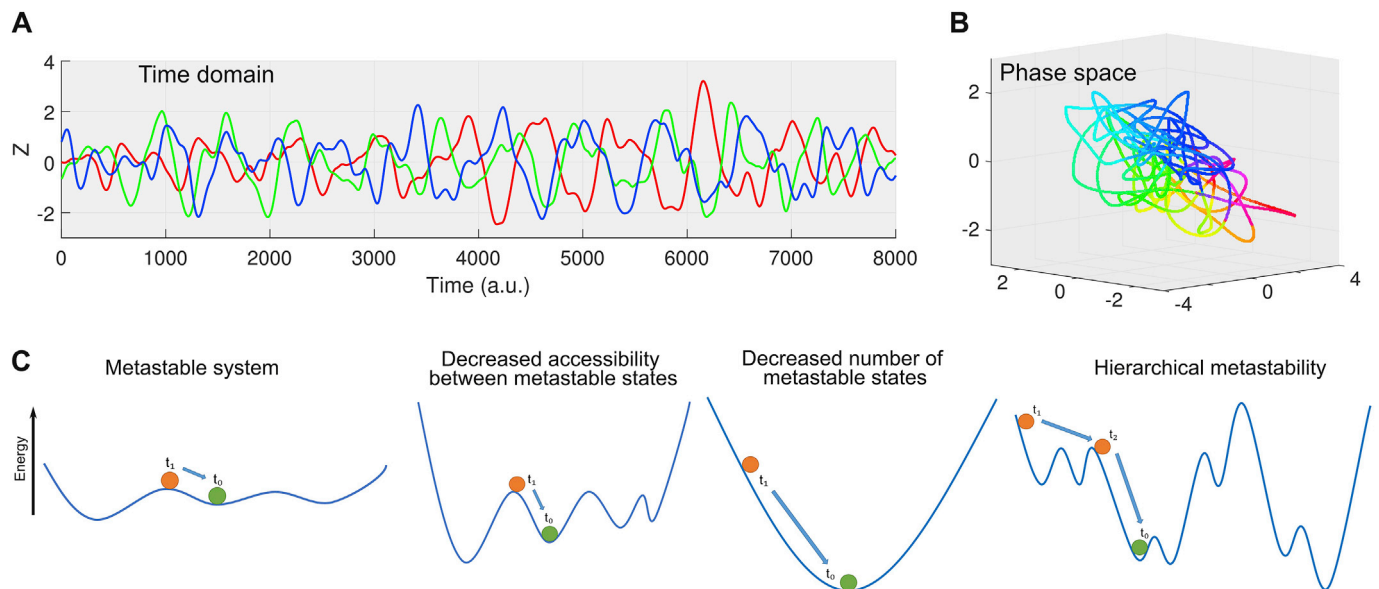 A
Time domain
4
2
0
-2
Z
0 1000 2000 3000 4000 5000 6000 7000 8000
Time (a.u.)
B
Phase space
2
0
-2
2 0 -2 -4 0 4
C
Metastable system
Energy
t₁
t₀
Decreased accessibility
between metastable states
t₁
t₀
Decreased number of
metastable states
t₁
t₀
Hierarchical metastability
t₁
t₂
t₀